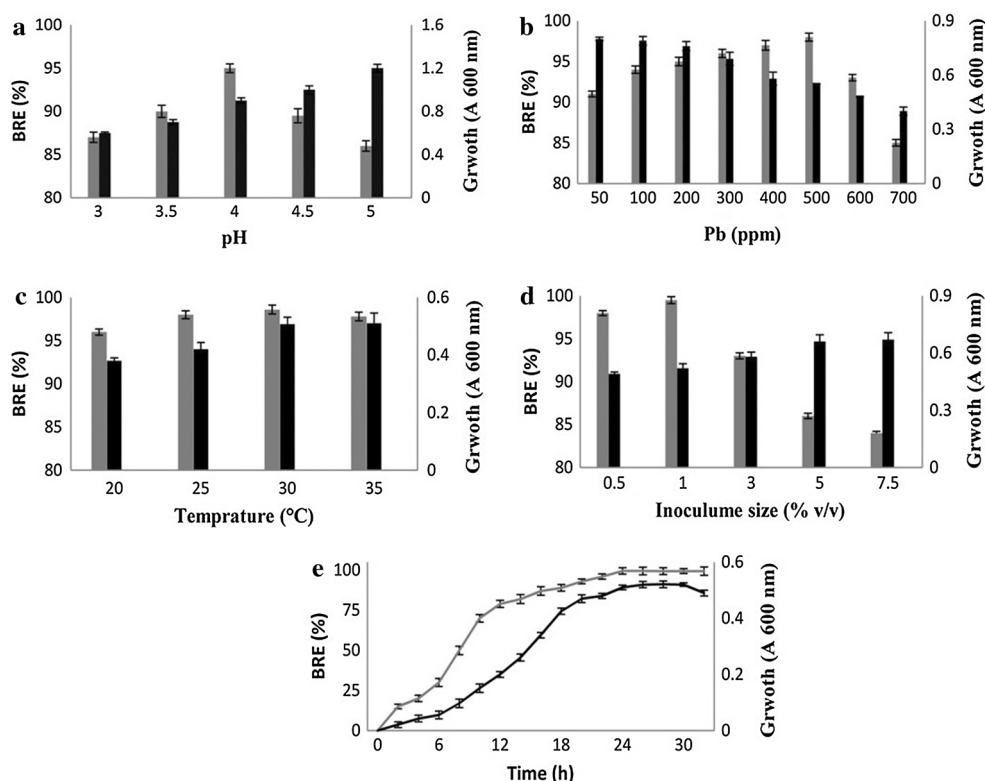 a
100
95
90
85
80
BRE (%)
1.6
1.2
0.8
0.4
0
Grwoth (A 600 nm)
3 3.5 4 4.5 5
pH
b
100
95
90
85
80
BRE (%)
0.9
0.6
0.3
0
Grwoth (A 600 nm)
50 100 200 300 400 500 600 700
Pb (ppm)
c
100
95
90
85
80
BRE (%)
0.6
0.4
0.2
0
Grwoth (A 600 nm)
20 25 30 35
Temprature (°C)
d
100
95
90
85
80
BRE (%)
0.9
0.6
0.3
0
Grwoth (A 600 nm)
0.5 1 3 5 7.5
Inoculume size (% v/v)
e
100
75
50
25
0
BRE (%)
0.6
0.4
0.2
0
Grwoth (A 600 nm)
0 6 12 18 24 30
Time (h)